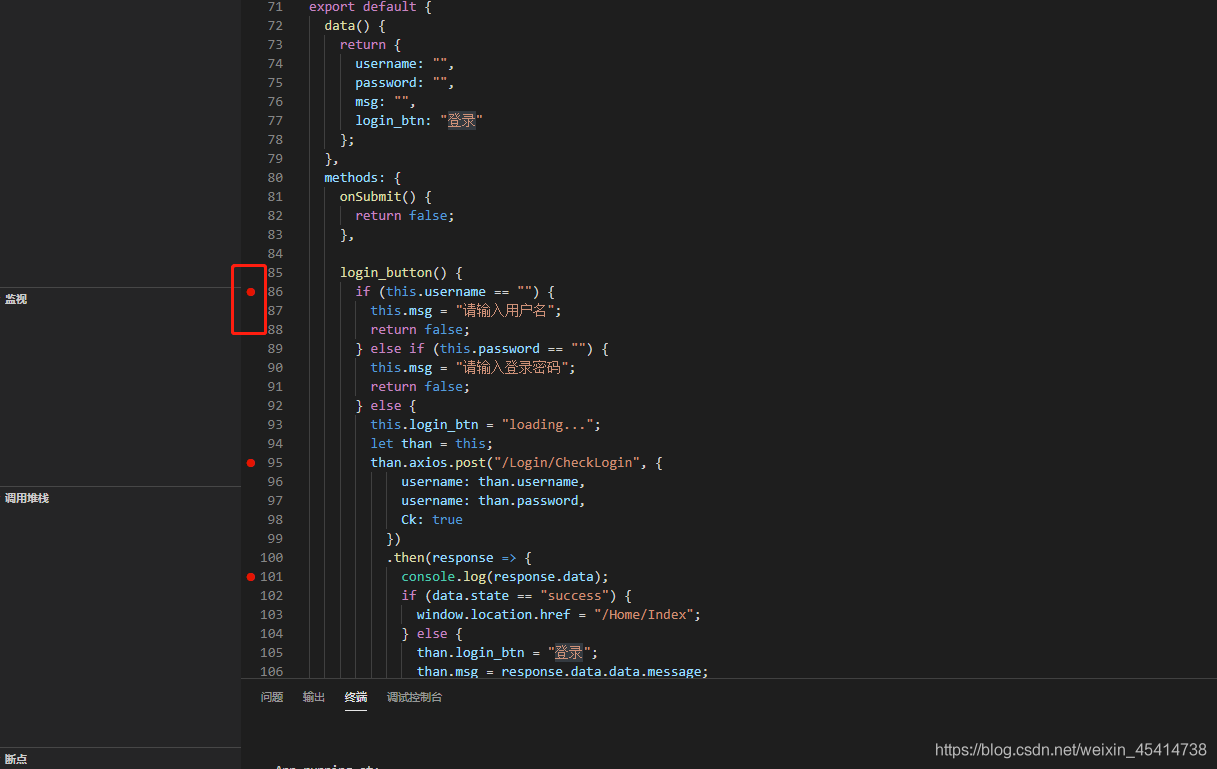 71 export default {
72 data() {
73 return {
74 username: "",
75 password: "",
76 msg: "",
77 login_btn: "登录"
78 };
79 },
80 methods: {
81 onSubmit() {
82 return false;
83 },
84
85 login_button() {
86 if (this.username == "") {
监视
87 this.msg = "请输入用户名";
88 return false;
89 } else if (this.password == "") {
90 this.msg = "请输入登录密码";
91 return false;
92 } else {
93 this.login_btn = "loading...";
94 let than = this;
95 than.axios.post("/Login/CheckLogin", {
96 username: than.username,
调用堆栈
97 username: than.password,
98 Ck: true
99 })
100 .then(response => {
101 console.log(response.data);
102 if (data.state == "success") {
103 window.location.href = "/Home/Index";
104 } else {
105 than.login_btn = "登录";
106 than.msg = response.data.data.message;
问题 输出 终端 调试控制台
断点
App running at:
https://blog.csdn.net/weixin_45414738